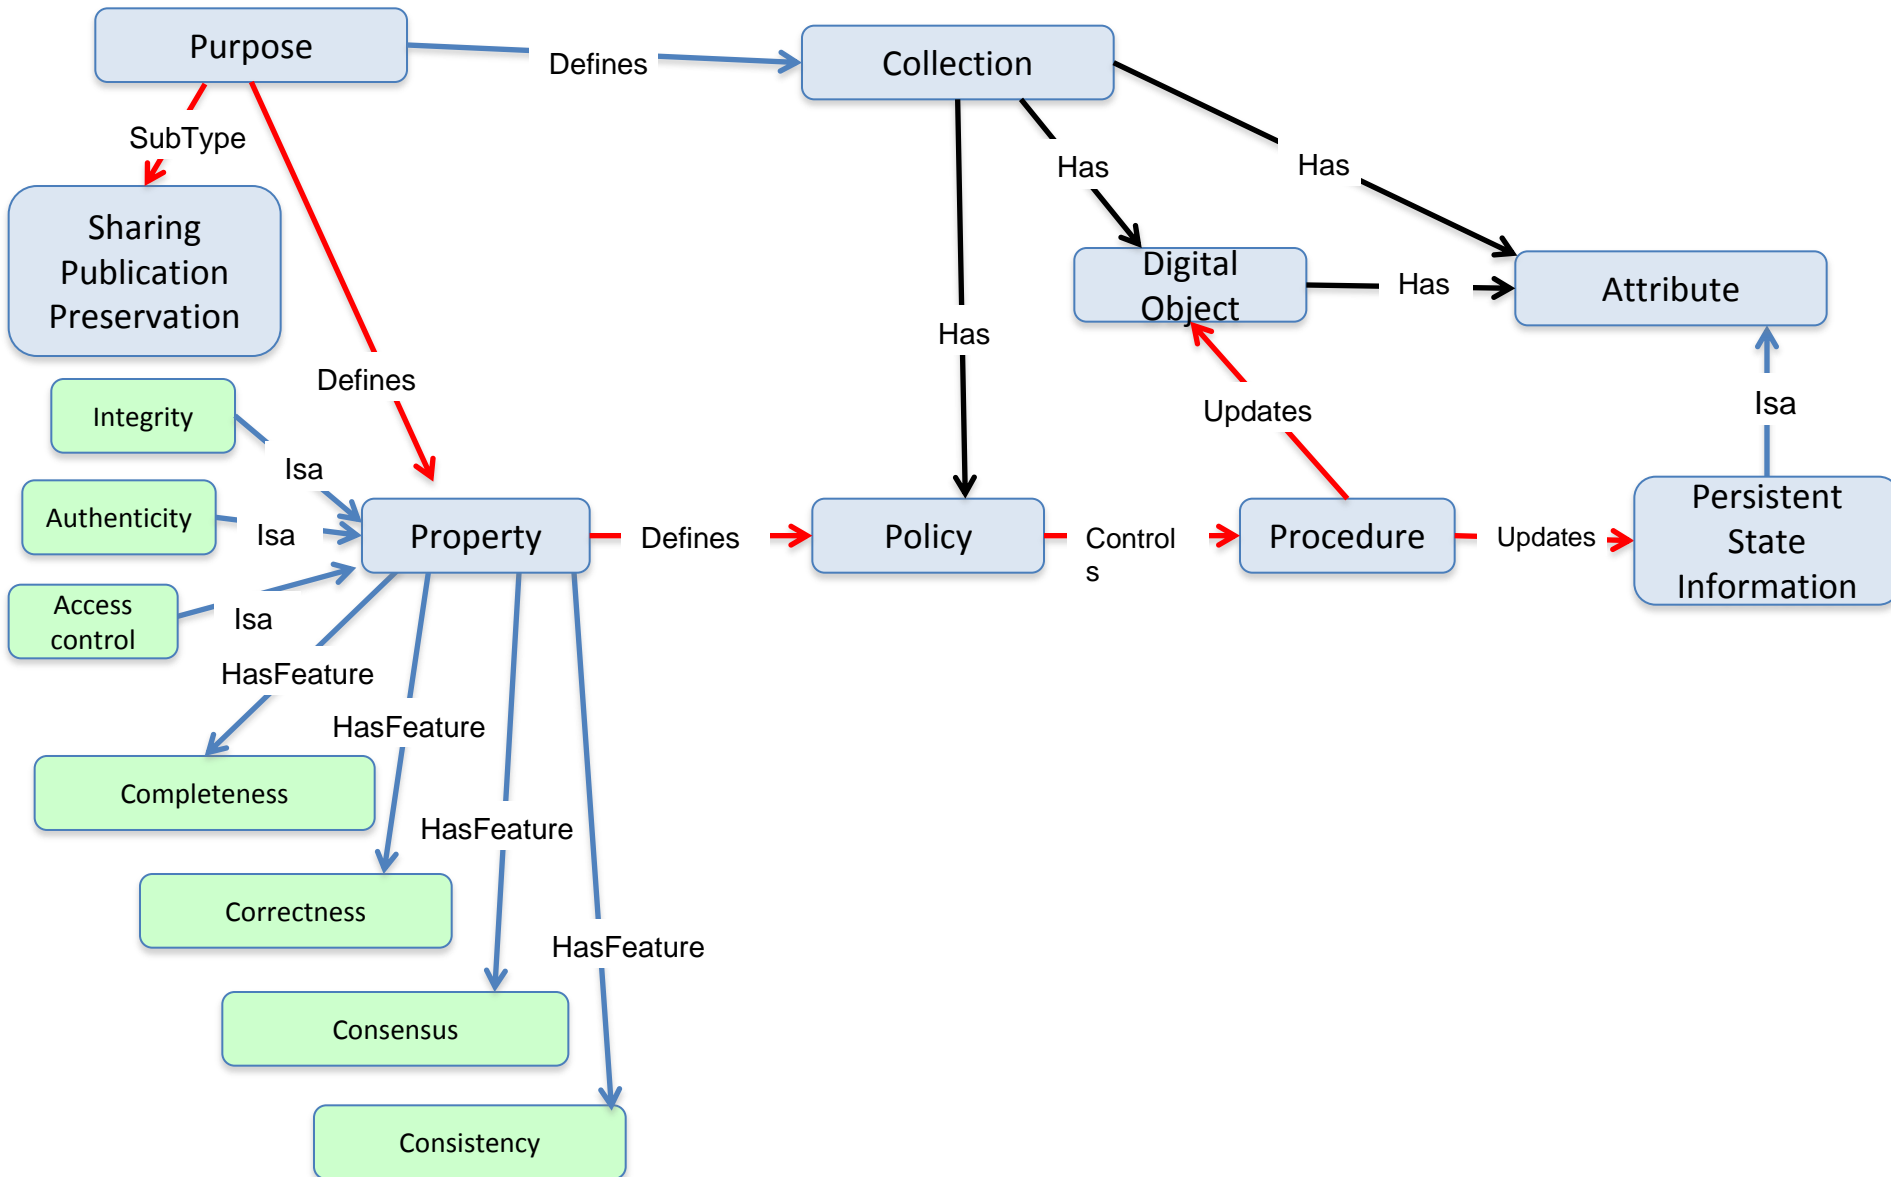 Purpose
Defines
Collection
SubType
Has
Has
Sharing
Publication
Preservation
Digital
Object
Has
Attribute
Has
Defines
Updates
Isa
Integrity
Isa
Authenticity
Isa
Property
Defines
Policy
Control
s
Procedure
Updates
Persistent
State
Information
Access
control
Isa
HasFeature
HasFeature
Completeness
HasFeature
Correctness
HasFeature
Consensus
Consistency